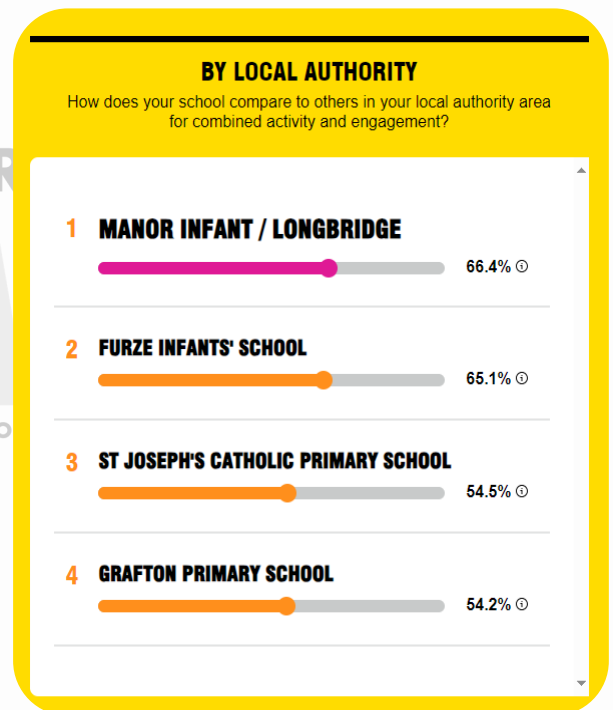 BY LOCAL AUTHORITY
How does your school compare to others in your local authority area
for combined activity and engagement?
1 MANOR INFANT / LONGBRIDGE
66.4%
2 FURZE INFANTS' SCHOOL
65.1%
3 ST JOSEPH'S CATHOLIC PRIMARY SCHOOL
54.5%
4 GRAFTON PRIMARY SCHOOL
54.2%